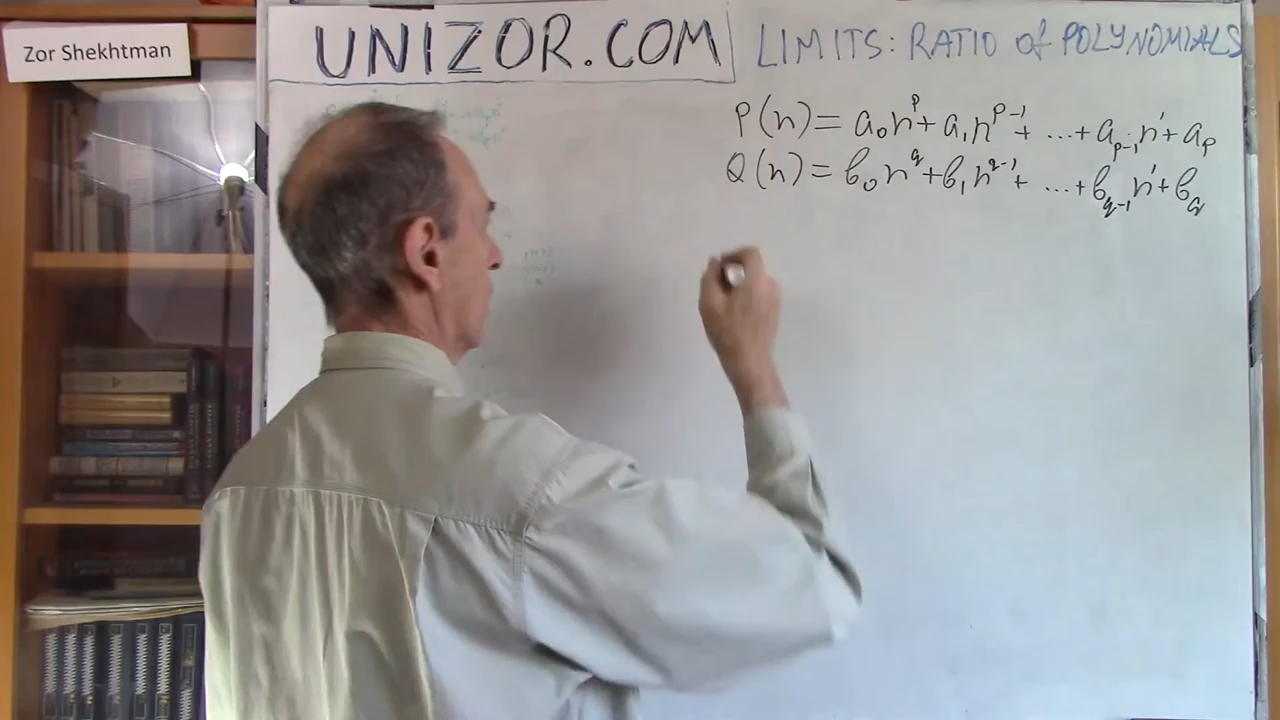 Zor Shekhtman
UNIZOR.COM
LIMITS: RATIO of POLYNOMIALS
P(n) = a₀nᵖ + a₁nᵖ⁻¹ + ... + aₚ₋₁n¹ + aₚ
Q(n) = b₀n^q + b₁n^(q-1) + ... + b_(q-1)n¹ + b_q